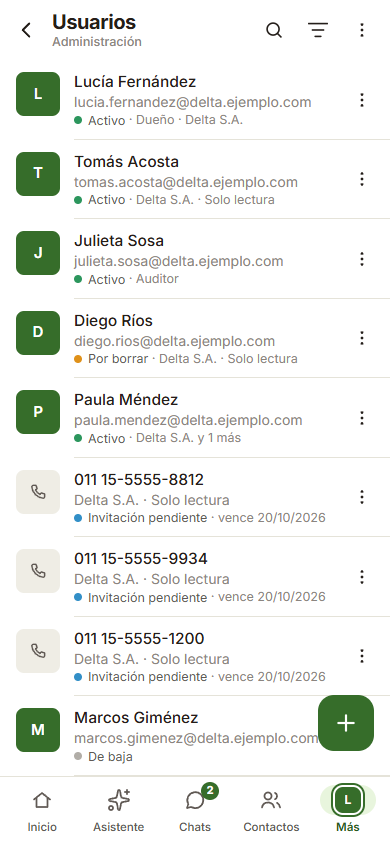 Usuarios
Administración
L
Lucía Fernández
lucia.fernandez@delta.ejemplo.com
Activo · Dueño · Delta S.A.
T
Tomás Acosta
tomas.acosta@delta.ejemplo.com
Activo · Delta S.A. · Solo lectura
J
Julieta Sosa
julieta.sosa@delta.ejemplo.com
Activo · Auditor
D
Diego Ríos
diego.rios@delta.ejemplo.com
Por borrar · Delta S.A. · Solo lectura
P
Paula Méndez
paula.mendez@delta.ejemplo.com
Activo · Delta S.A. y 1 más
011 15-5555-8812
Delta S.A. · Solo lectura
Invitación pendiente · vence 20/10/2026
011 15-5555-9934
Delta S.A. · Solo lectura
Invitación pendiente · vence 20/10/2026
011 15-5555-1200
Delta S.A. · Solo lectura
Invitación pendiente · vence 20/10/2026
M
Marcos Giménez
marcos.gimenez@delta.ejemplo.com
De baja
2
L
Inicio
Asistente
Chats
Contactos
Más